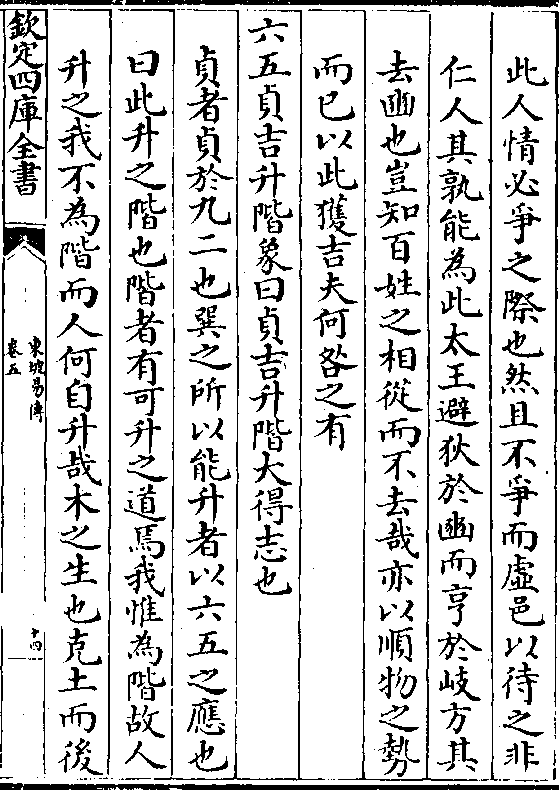 此人情必爭之際也然且不爭而虛邑以待之非
仁人其孰能為此太王避狄於豳而亨於岐方其
去豳也豈知百姓之相從而不去哉亦以順物之勢
而已以此獲吉夫何咎之有
六五貞吉升階象曰貞吉升階大得志也
貞者貞於九二也巽之所以能升者以六五之應也
曰此升之階也階者有可升之道焉我惟為階故人
升之我不為階而人何自升哉木之生也克土而後
欽定四庫全書
東坡易傳
卷五
十四